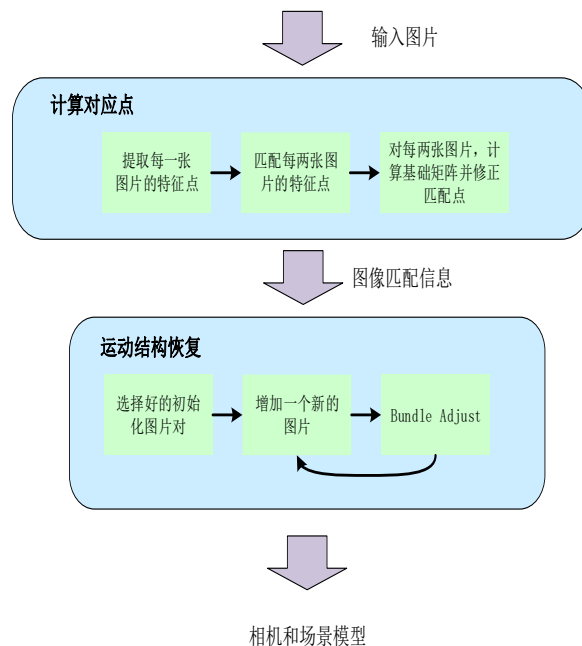 输入图片
计算对应点
提取每一张
图片的特征点
匹配每两张图
片的特征点
对每两张图片，计
算基础矩阵并修正
匹配点
图像匹配信息
运动结构恢复
选择好的初始
化图片对
增加一个新的
图片
Bundle Adjust
相机和场景模型